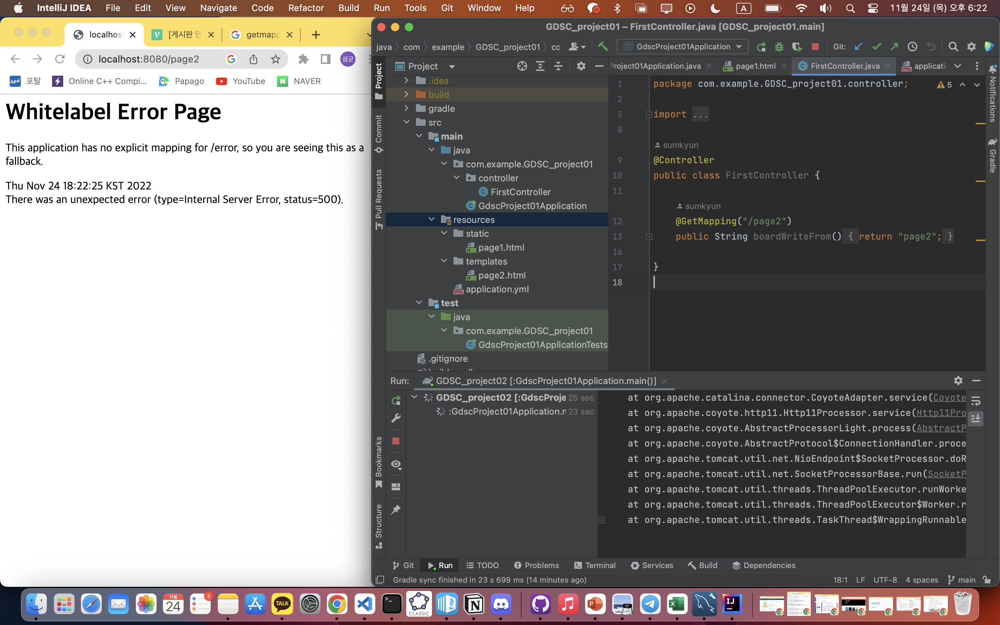 IntelliJ IDEA File Edit View Navigate Code Refactor Build Run Tools Git Window Help A 11월 24일 (목) 오후 6:22
localhos [게시판 만 getmapp
localhost:8080/page2 섬균
포탈 Online C++ Compi... Papago YouTube NAVER
Whitelabel Error Page
This application has no explicit mapping for /error, so you are seeing this as a
fallback.
Thu Nov 24 18:22:25 KST 2022
There was an unexpected error (type=Internal Server Error, status=500).
GDSC_project01 – FirstController.java [GDSC_project01.main]
java com example GDSC_project01 co GdscProject01Application Git:
Project
Project01Application.java page1.html FirstController.java applicati
Project
Commit
Pull Requests
Bookmarks
Structure
.idea
build
gradle
src
main
java
com.example.GDSC_project01
controller
FirstController
GdscProject01Application
resources
static
page1.html
templates
page2.html
application.yml
test
java
com.example.GDSC_project01
GdscProject01ApplicationTests
.gitignore
1 package com.example.GDSC_project01.controller; 5
2
3 import ...
8
sumkyun
9 @Controller
10 public class FirstController {
11
sumkyun
12 @GetMapping("/page2")
13 public String boardWriteFrom() { return "page2"; }
16
17 }
18
Notifications
Gradle
Run: GDSC_project02 [:GdscProject01Application.main()]
GDSC_project02 [:GdscProje 25 sec
:GdscProject01Application.m 23 sec
at org.apache.catalina.connector.CoyoteAdapter.service(Coyote
at org.apache.coyote.http11.Http11Processor.service(Http11Pro
at org.apache.coyote.AbstractProcessorLight.process(AbstractP
at org.apache.coyote.AbstractProtocol$ConnectionHandler.proce
at org.apache.tomcat.util.net.NioEndpoint$SocketProcessor.doR
at org.apache.tomcat.util.net.SocketProcessorBase.run(SocketP
at org.apache.tomcat.util.threads.ThreadPoolExecutor.runWorke
at org.apache.tomcat.util.threads.ThreadPoolExecutor$Worker.r
at org.apache.tomcat.util.threads.TaskThread$WrappingRunnable
Git Run TODO Problems Terminal Services Build Dependencies
Gradle sync finished in 23 s 699 ms (14 minutes ago) 18:1 LF UTF-8 4 spaces main
11월
24
5
TALK
CLASSIC
IJ